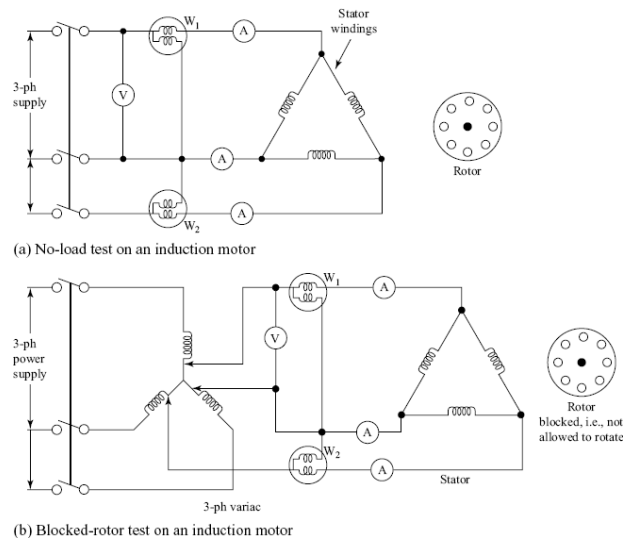 Stator
windings
W1
A
3-ph
supply
V
A
Rotor
A
W2
(a) No-load test on an induction motor
W1
A
3-ph
power
supply
V
Rotor
blocked, i.e., not
allowed to rotate
A
W2
A
Stator
3-ph variac
(b) Blocked-rotor test on an induction motor